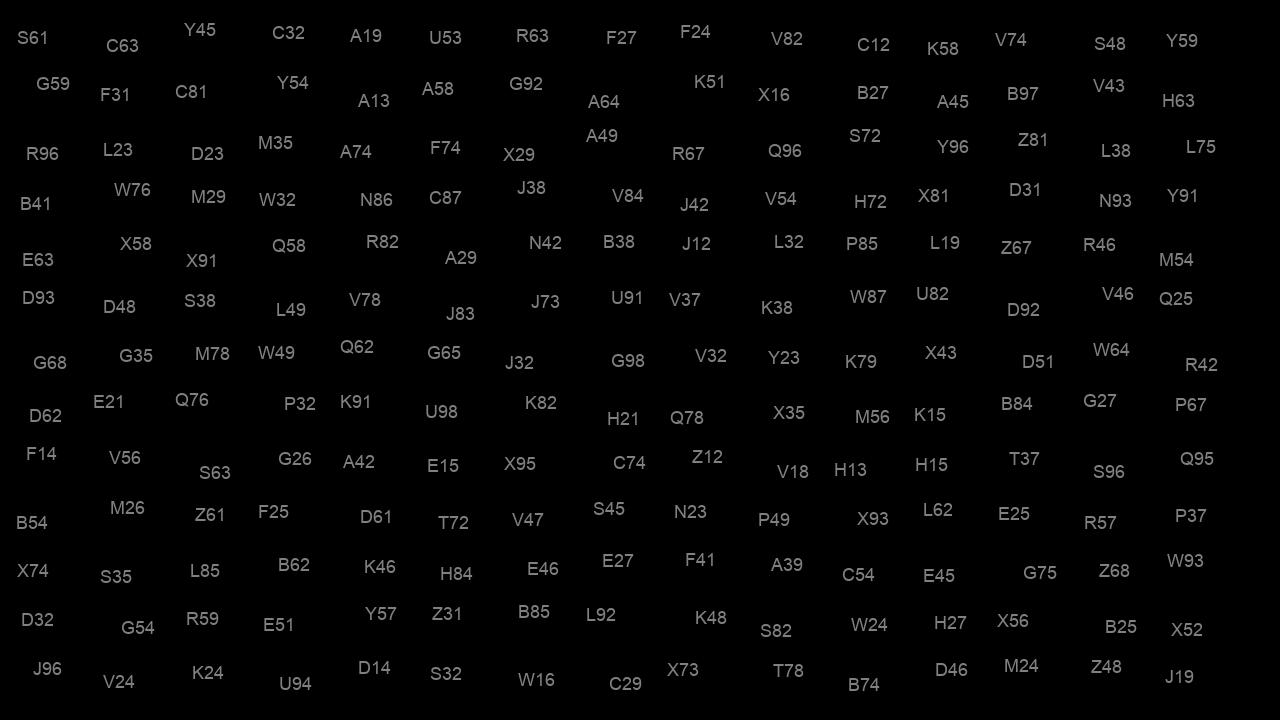 S61 C63 Y45 C32 A19 U53 R63 F27 F24 V82 C12 K58 V74 S48 Y59
G59 F31 C81 Y54 A13 A58 G92 A64 K51 X16 B27 A45 B97 V43 H63
R96 L23 D23 M35 A74 F74 X29 A49 R67 Q96 S72 Y96 Z81 L38 L75
B41 W76 M29 W32 N86 C87 J38 V84 J42 V54 H72 X81 D31 N93 Y91
E63 X58 X91 Q58 R82 A29 N42 B38 J12 L32 P85 L19 Z67 R46 M54
D93 D48 S38 L49 V78 J83 J73 U91 V37 K38 W87 U82 D92 V46 Q25
G68 G35 M78 W49 Q62 G65 J32 G98 V32 Y23 K79 X43 D51 W64 R42
D62 E21 Q76 P32 K91 U98 K82 H21 Q78 X35 M56 K15 B84 G27 P67
F14 V56 S63 G26 A42 E15 X95 C74 Z12 V18 H13 H15 T37 S96 Q95
B54 M26 Z61 F25 D61 T72 V47 S45 N23 P49 X93 L62 E25 R57 P37
X74 S35 L85 B62 K46 H84 E46 E27 F41 A39 C54 E45 G75 Z68 W93
D32 G54 R59 E51 Y57 Z31 B85 L92 K48 S82 W24 H27 X56 B25 X52
J96 V24 K24 U94 D14 S32 W16 C29 X73 T78 B74 D46 M24 Z48 J19